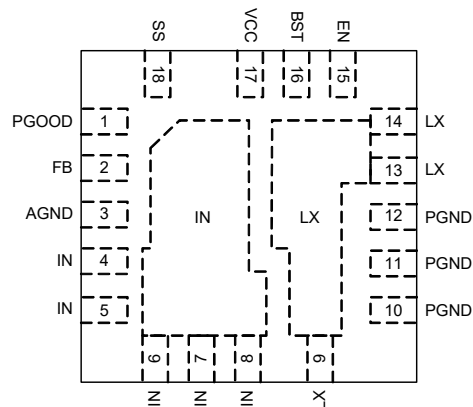 SS
VCC
BST
EN
18
17
16
15
PGOOD
1
14
LX
FB
2
13
LX
AGND
3
12
PGND
IN
LX
IN
4
11
PGND
IN
5
10
PGND
6
7
8
9
IN
IN
IN
LX